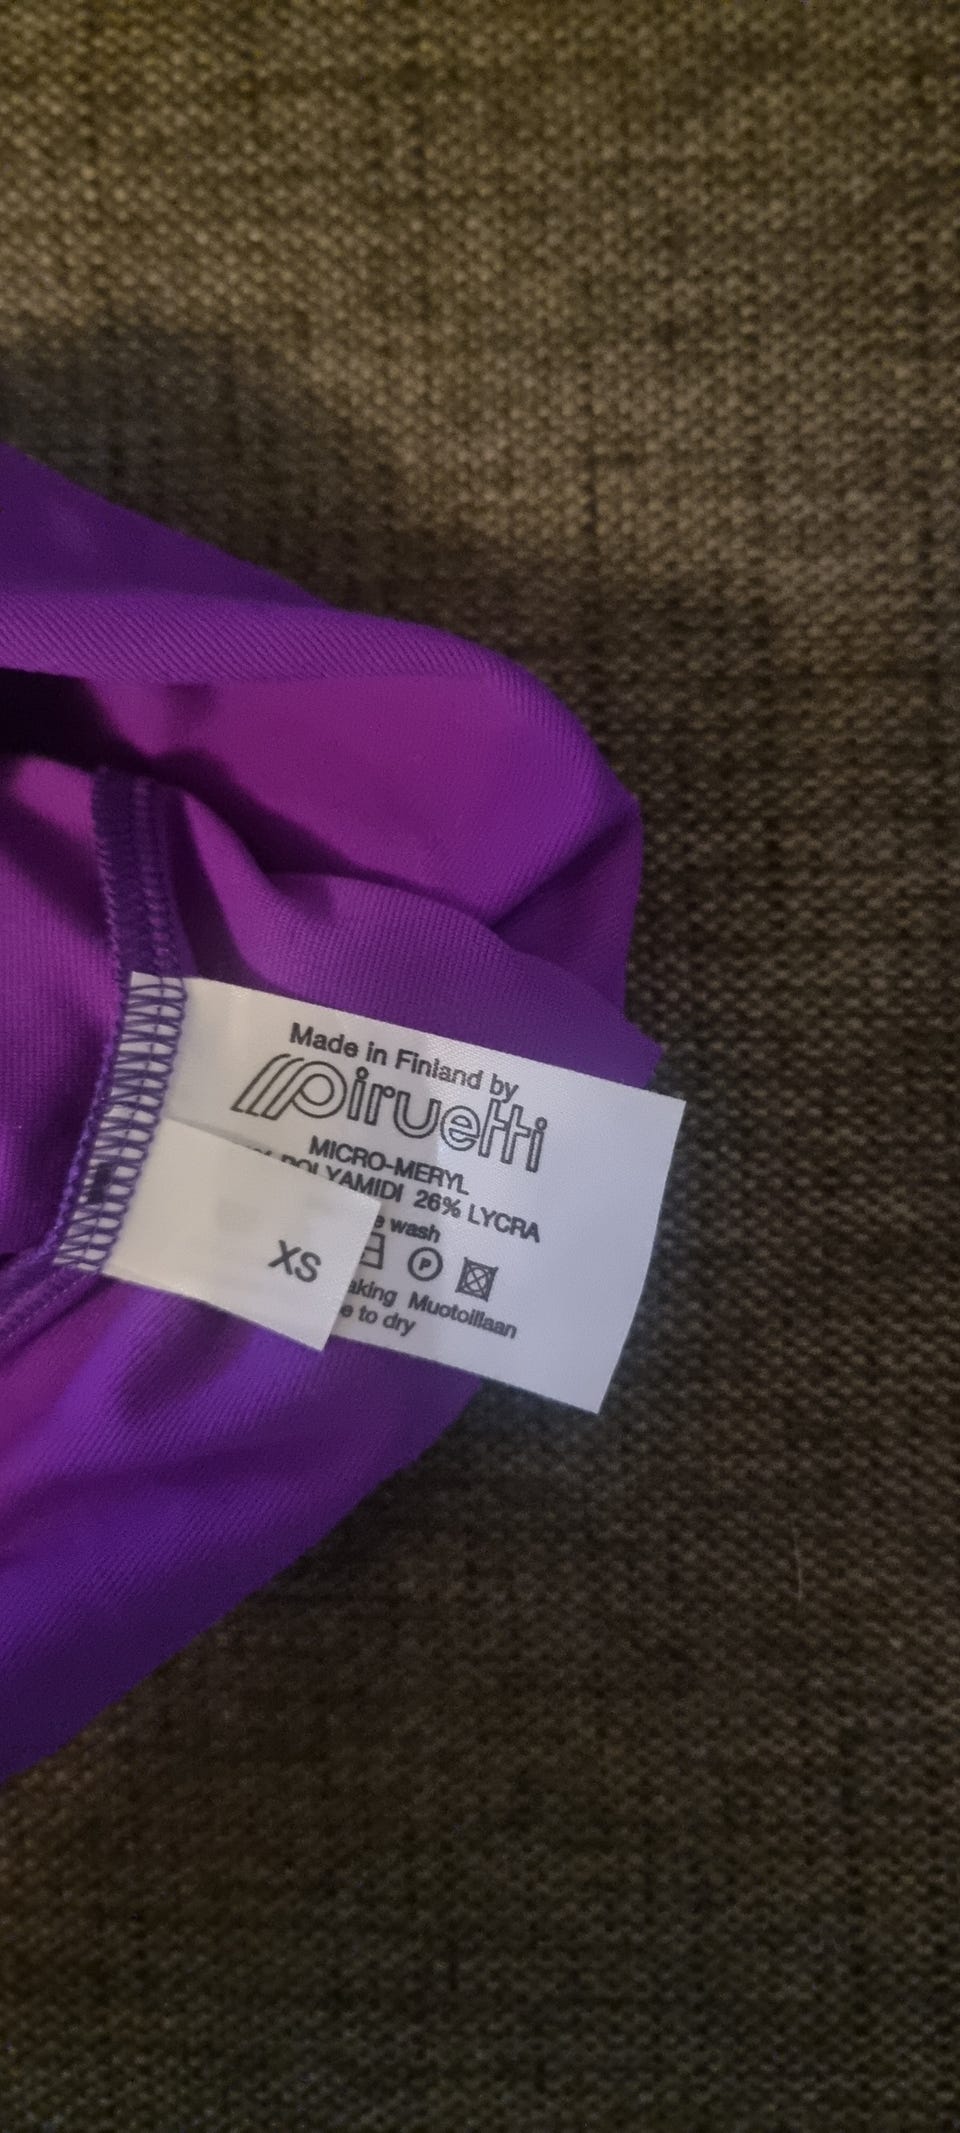 Made in Finland by
Piruetti
MICRO-MERYL
POLYAMIDI 26% LYCRA
wash
P
Muotoillaan
to dry
XS